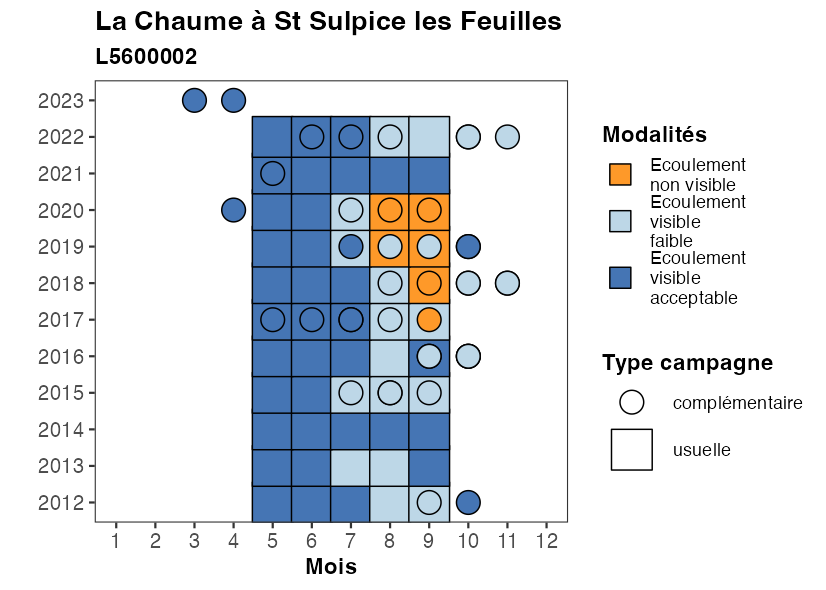 La Chaume à St Sulpice les Feuilles
L5600002
2023
2022
2021
2020
2019
2018
2017
2016
2015
2014
2013
2012
1 2 3 4 5 6 7 8 9 10 11 12
Mois
Modalités
Ecoulement
non visible
Ecoulement
visible
faible
Ecoulement
visible
acceptable
Type campagne
complémentaire
usuelle